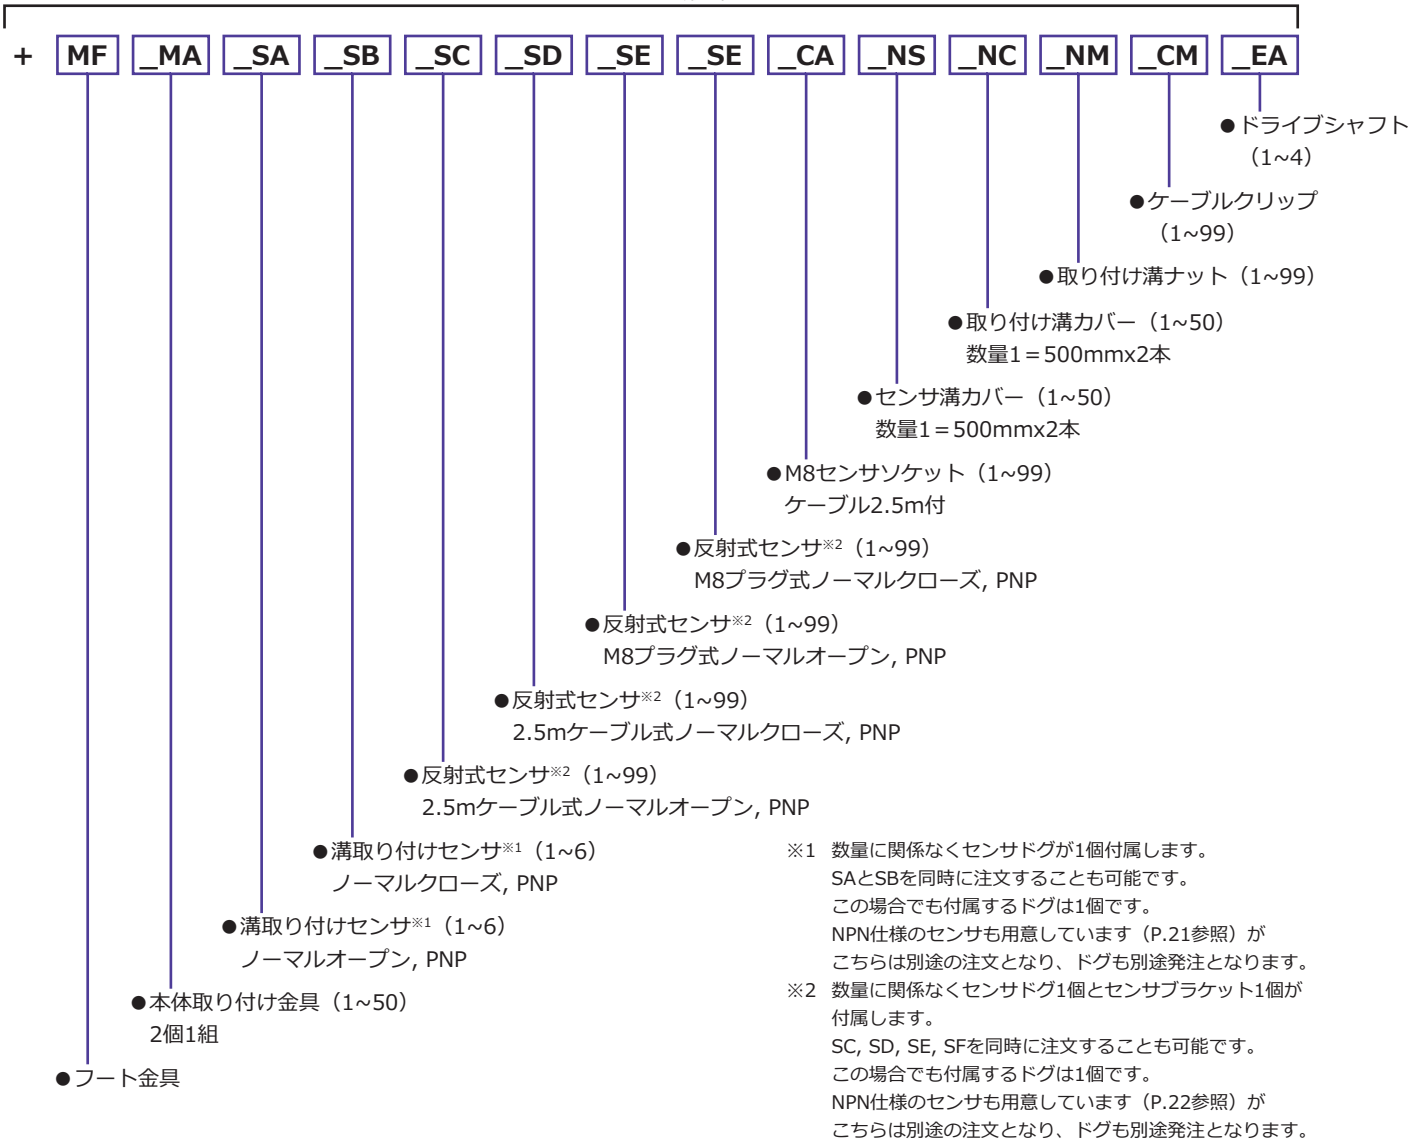 + MF _MA _SA _SB _SC _SD _SE _SE _CA _NS _NC _NM _CM _EA
●ドライブシャフト
（1~4）
●ケーブルクリップ
（1~99）
●取り付け溝ナット（1~99）
●取り付け溝カバー（1~50）
数量1＝500mmx2本
●センサ溝カバー（1~50）
数量1＝500mmx2本
●M8センサソケット（1~99）
ケーブル2.5m付
●反射式センサ※2（1~99）
M8プラグ式ノーマルクローズ, PNP
●反射式センサ※2（1~99）
M8プラグ式ノーマルオープン, PNP
●反射式センサ※2（1~99）
2.5mケーブル式ノーマルクローズ, PNP
●反射式センサ※2（1~99）
2.5mケーブル式ノーマルオープン, PNP
●溝取り付けセンサ※1（1~6）
ノーマルクローズ, PNP
●溝取り付けセンサ※1（1~6）
ノーマルオープン, PNP
●本体取り付け金具（1~50）
2個1組
●フート金具
※1 数量に関係なくセンサドグが1個付属します。
SAとSBを同時に注文することも可能です。
この場合でも付属するドグは1個です。
NPN仕様のセンサも用意しています（P.21参照）が
こちらは別途の注文となり、ドグも別途発注となります。
※2 数量に関係なくセンサドグ1個とセンサブラケット1個が
付属します。
SC, SD, SE, SFを同時に注文することも可能です。
この場合でも付属するドグは1個です。
NPN仕様のセンサも用意しています（P.22参照）が
こちらは別途の注文となり、ドグも別途発注となります。